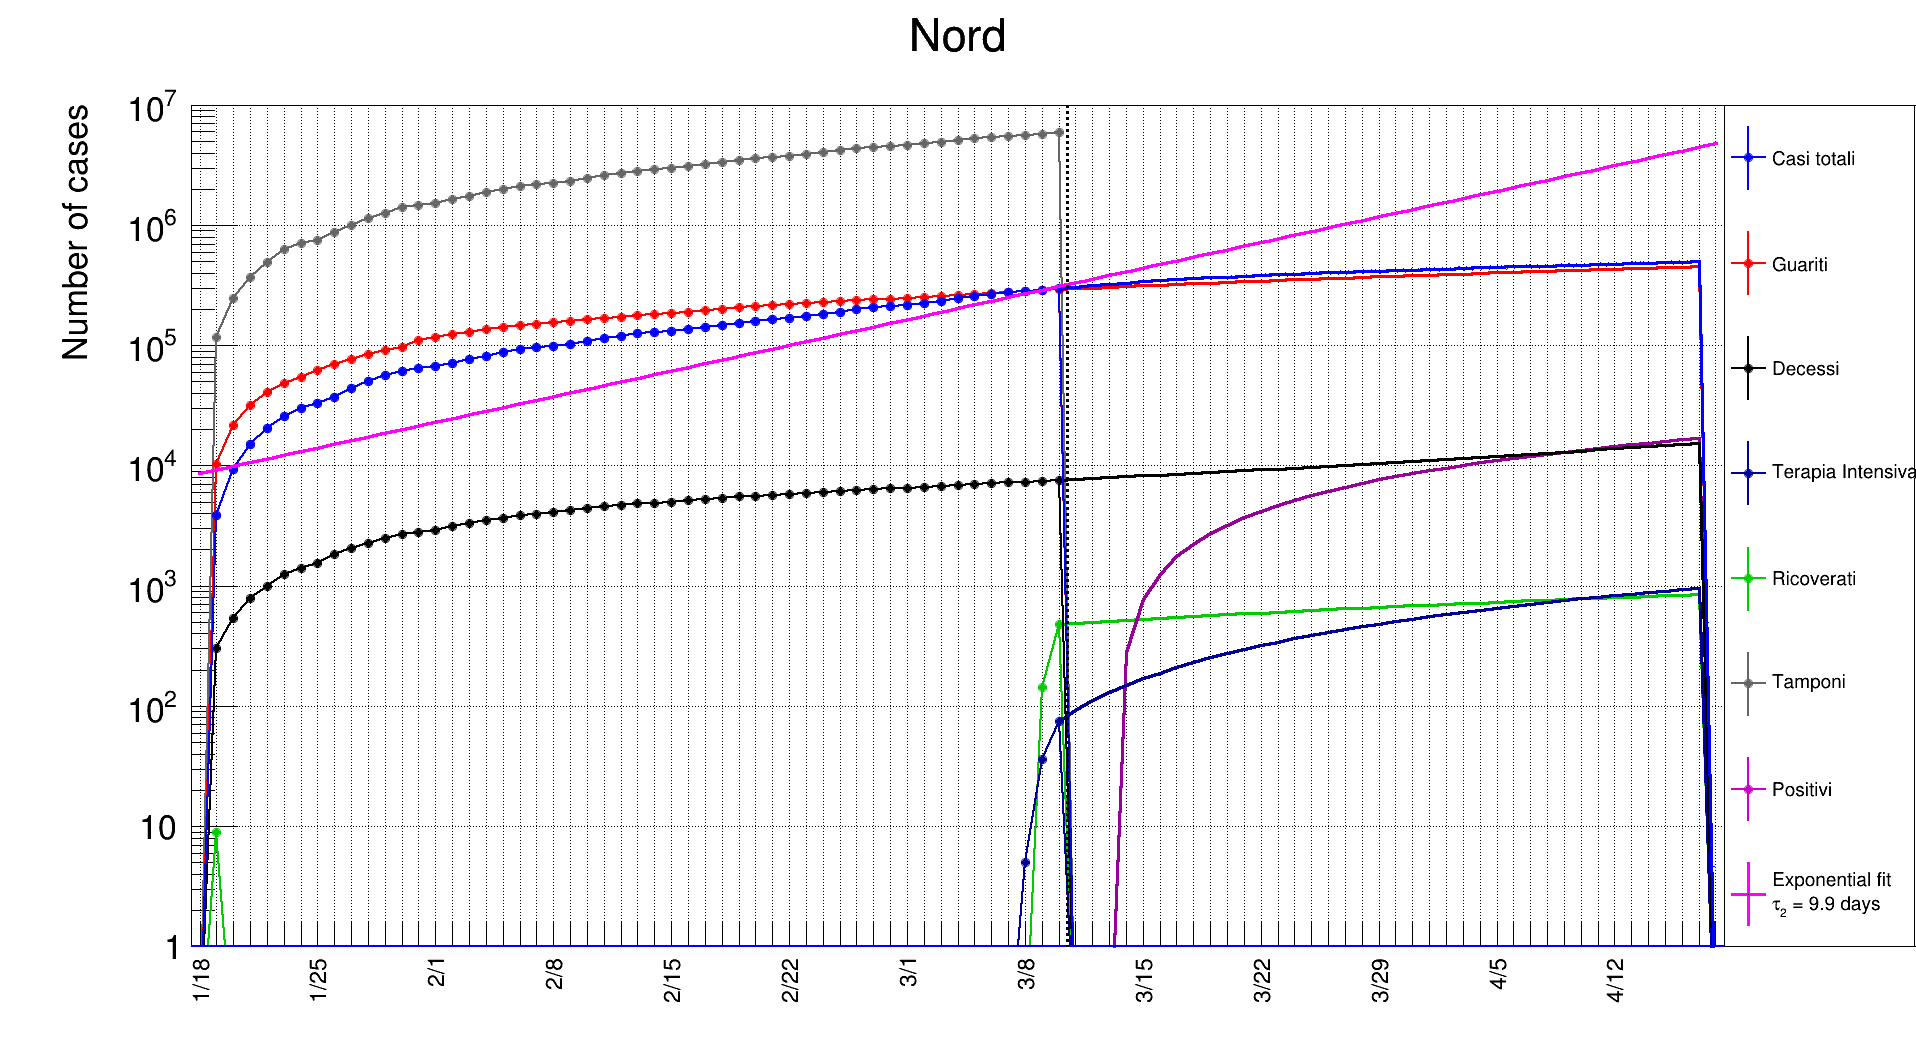 Nord
Number of cases
10^7
10^6
10^5
10^4
10^3
10^2
10
1
1/18
1/25
2/1
2/8
2/15
2/22
3/1
3/8
3/15
3/22
3/29
4/5
4/12
Casi totali
Guariti
Decessi
Terapia Intensiva
Ricoverati
Tamponi
Positivi
Exponential fit
τ₂ = 9.9 days